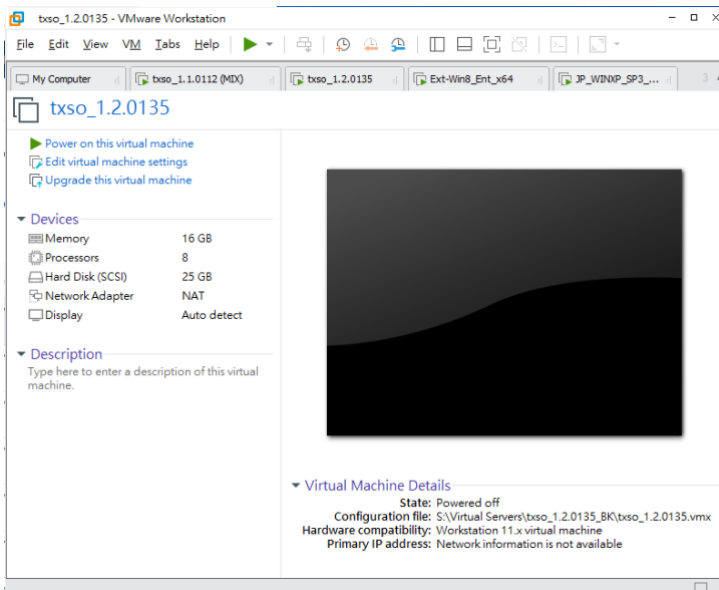 txso_1.2.0135 - VMware Workstation
File Edit View VM Tabs Help
My Computer txso_1.1.0112 (MIX) txso_1.2.0135 Ext-Win8_Ent_x64 JP_WINXP_SP3_... 3
txso_1.2.0135
Power on this virtual machine
Edit virtual machine settings
Upgrade this virtual machine
Devices
Memory 16 GB
Processors 8
Hard Disk (SCSI) 25 GB
Network Adapter NAT
Display Auto detect
Description
Type here to enter a description of this virtual
machine.
Virtual Machine Details
State: Powered off
Configuration file: S:\Virtual Servers\txso_1.2.0135_BK\txso_1.2.0135.vmx
Hardware compatibility: Workstation 11.x virtual machine
Primary IP address: Network information is not available